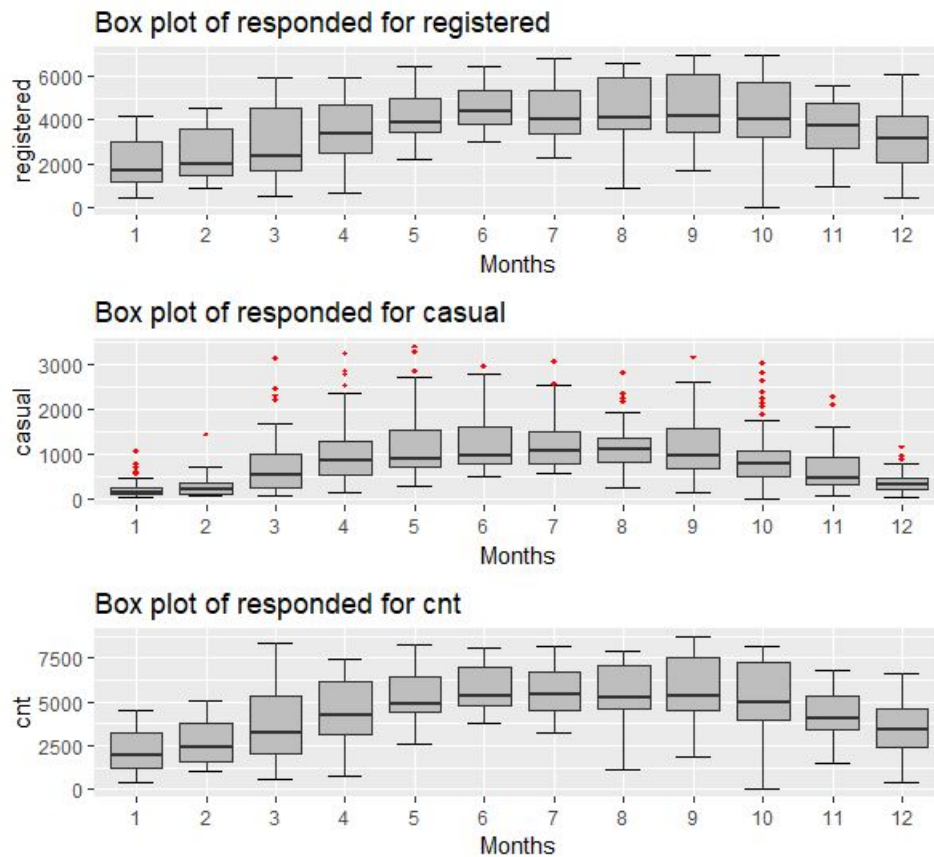 Box plot of responded for registered
registered
6000
4000
2000
0
1 2 3 4 5 6 7 8 9 10 11 12
Months
Box plot of responded for casual
casual
3000
2000
1000
0
1 2 3 4 5 6 7 8 9 10 11 12
Months
Box plot of responded for cnt
cnt
7500
5000
2500
0
1 2 3 4 5 6 7 8 9 10 11 12
Months